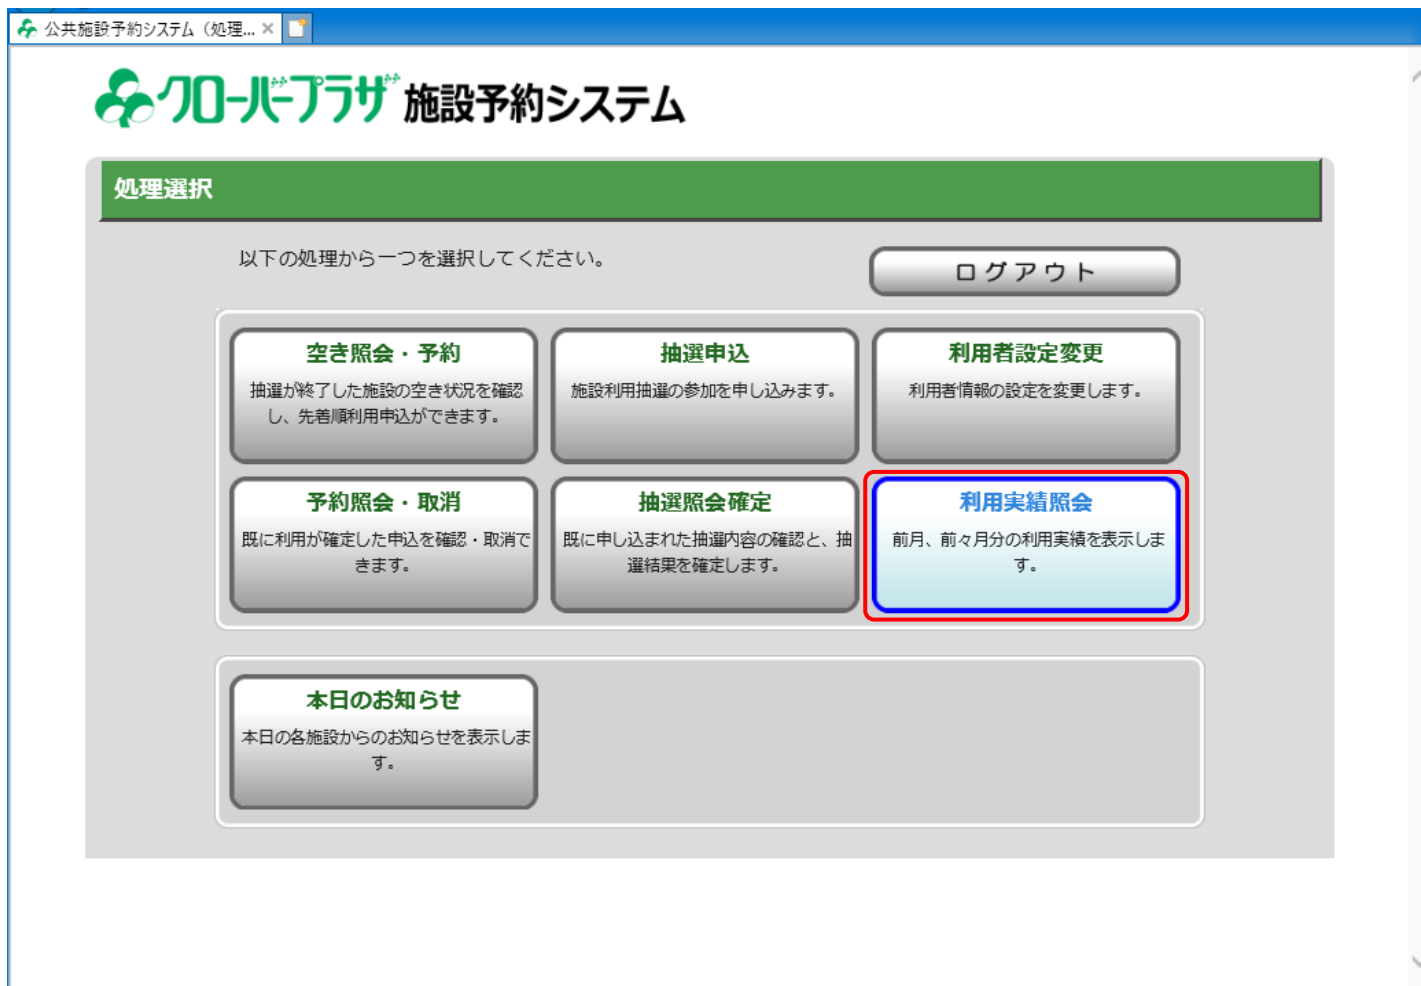 公共施設予約システム（処理...
クローバープラザ 施設予約システム
処理選択
以下の処理から一つを選択してください。
ログアウト
空き照会・予約
抽選が終了した施設の空き状況を確認
し、先着順利用申込ができます。
抽選申込
施設利用抽選の参加を申し込みます。
利用者設定変更
利用者情報の設定を変更します。
予約照会・取消
既に利用が確定した申込を確認・取消で
きます。
抽選照会確定
既に申し込まれた抽選内容の確認と、抽
選結果を確定します。
利用実績照会
前月、前々月分の利用実績を表示しま
す。
本日のお知らせ
本日の各施設からのお知らせを表示しま
す。